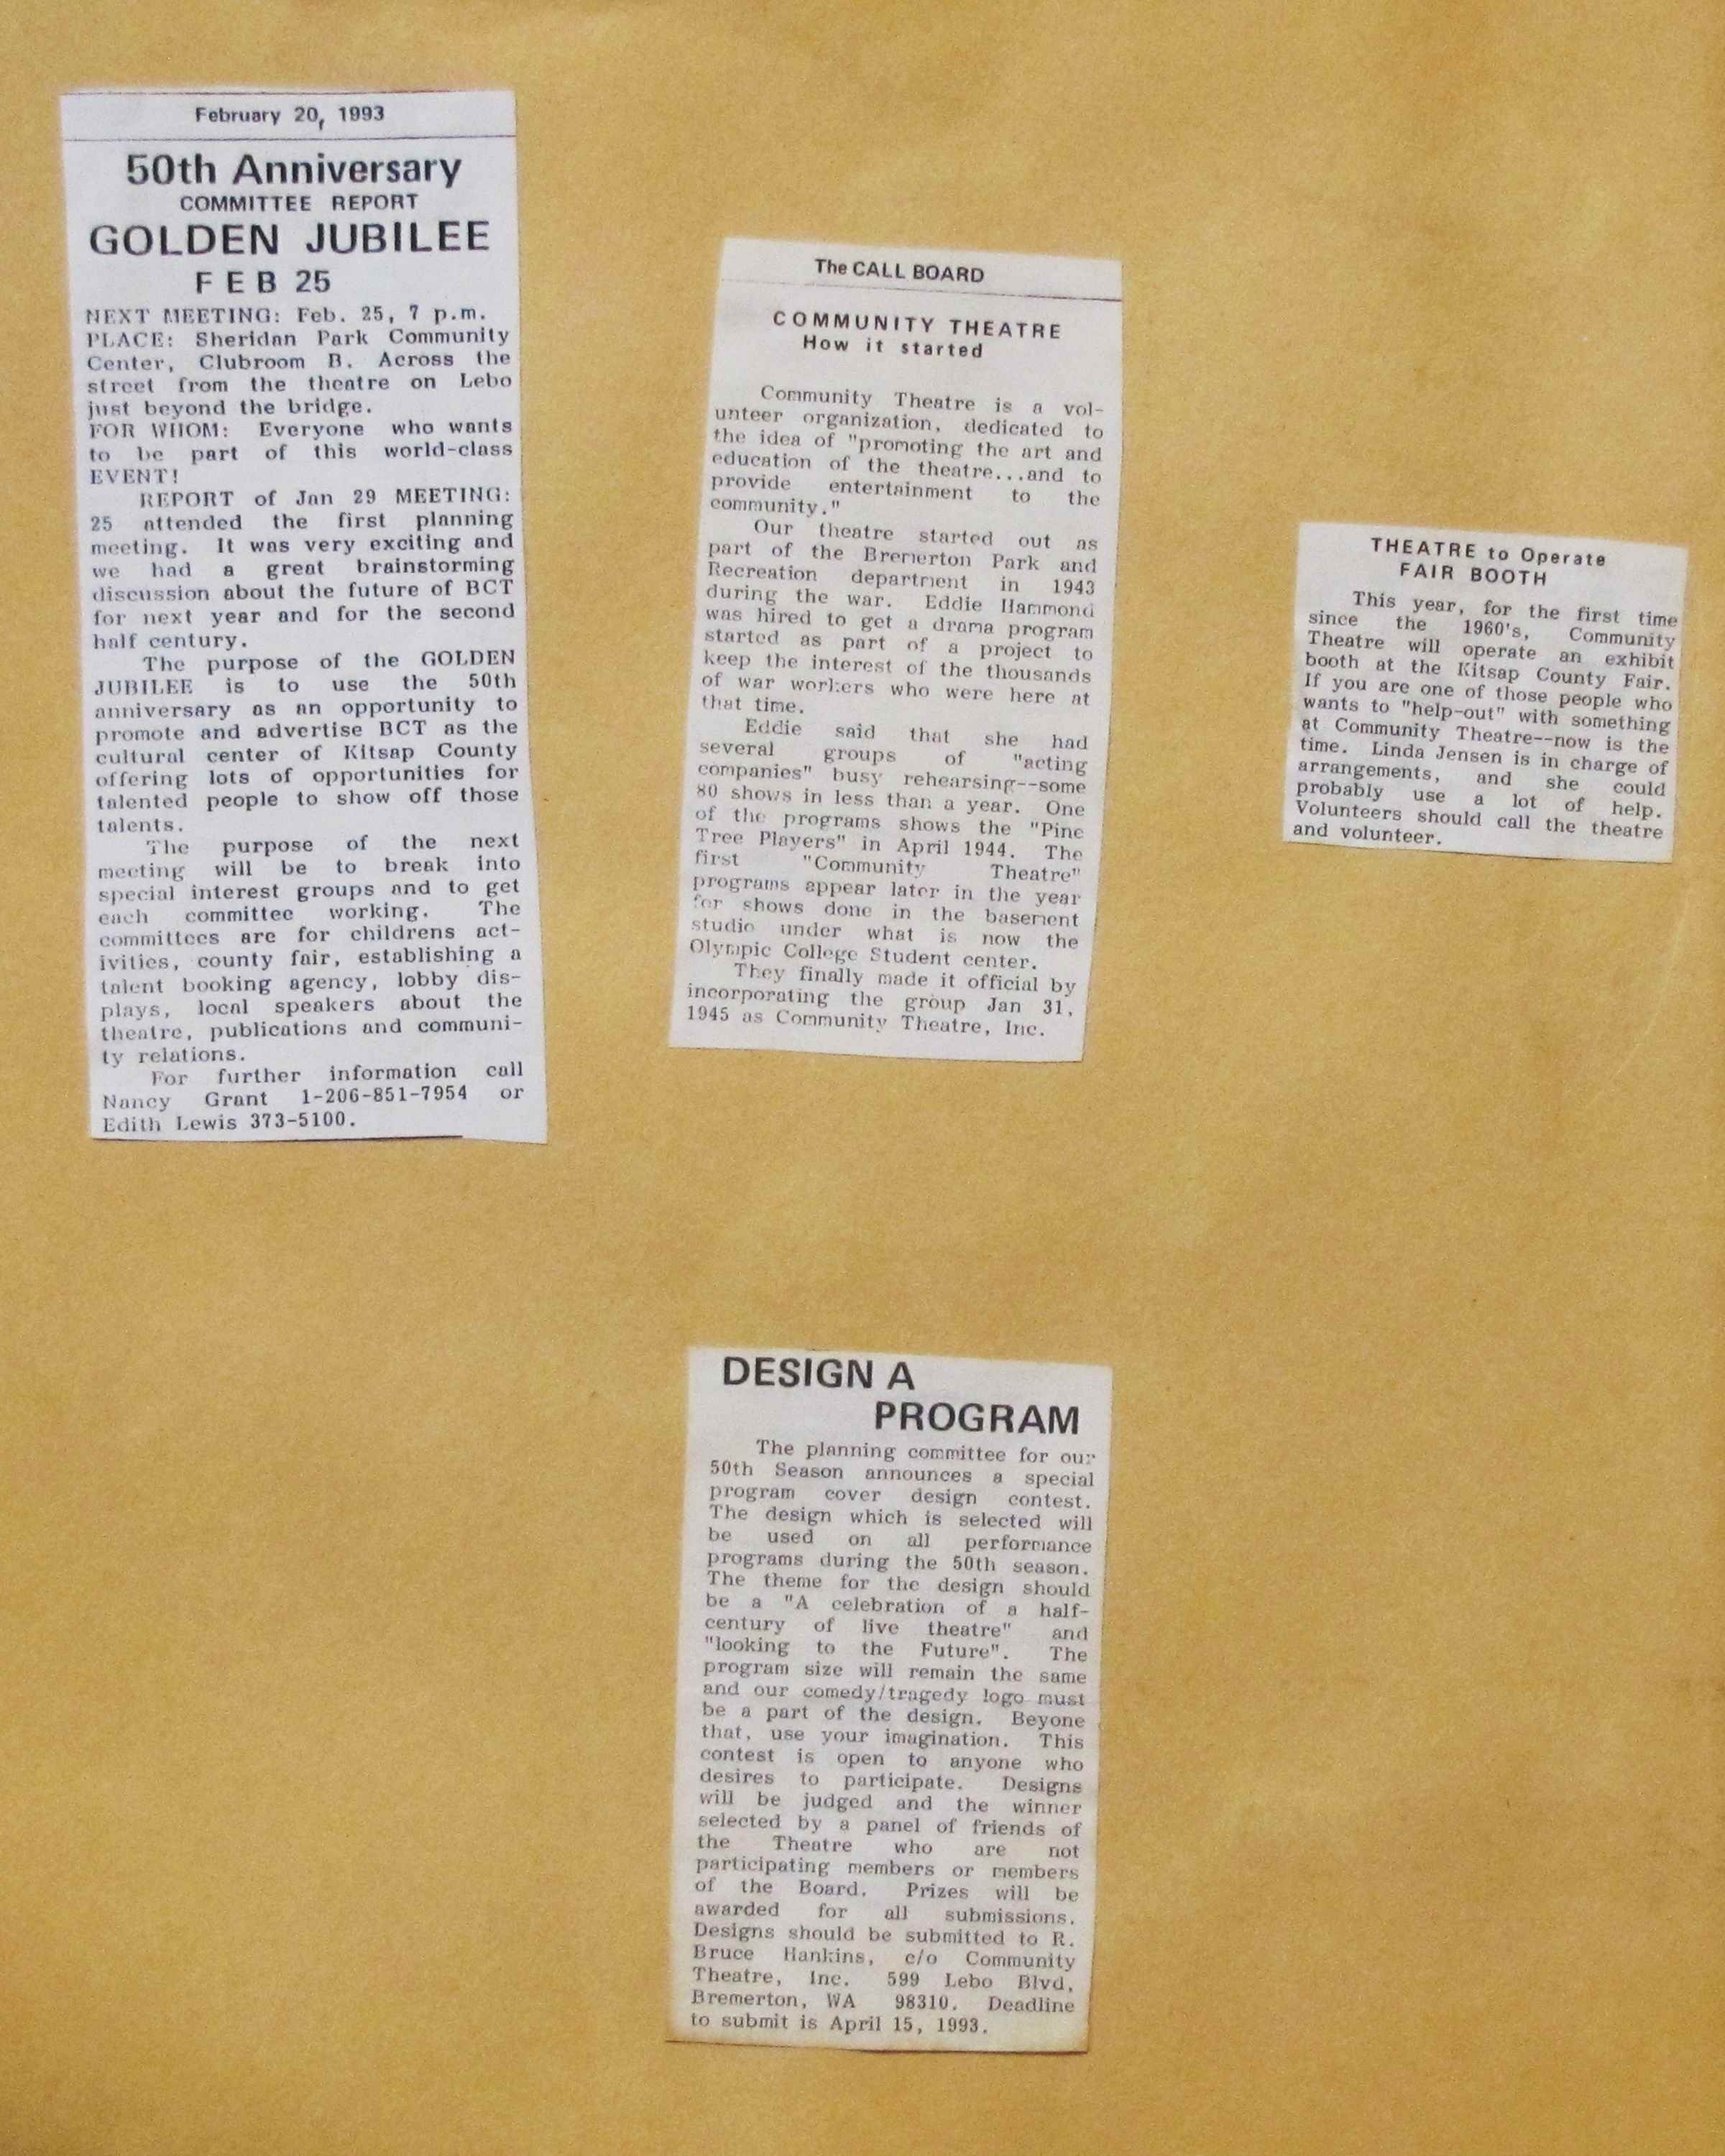 February 20, 1993
50th Anniversary
COMMITTEE REPORT
GOLDEN JUBILEE
FEB 25
NEXT MEETING: Feb. 25, 7 p.m.
PLACE: Sheridan Park Community
Center, Clubroom B. Across the
street from the theatre on Lebo
just beyond the bridge.
FOR WHOM: Everyone who wants
to be part of this world-class
EVENT!
REPORT of Jan 29 MEETING:
25 attended the first planning
meeting. It was very exciting and
we had a great brainstorming
discussion about the future of BCT
for next year and for the second
half century.
The purpose of the GOLDEN
JUBILEE is to use the 50th
anniversary as an opportunity to
promote and advertise BCT as the
cultural center of Kitsap County
offering lots of opportunities for
talented people to show off those
talents.
The purpose of the next
meeting will be to break into
special interest groups and to get
each committee working. The
committees are for childrens act-
ivities, county fair, establishing a
talent booking agency, lobby dis-
plays, local speakers about the
theatre, publications and communi-
ty relations.
For further information call
Nancy Grant 1-206-851-7954 or
Edith Lewis 373-5100.
The CALL BOARD
COMMUNITY THEATRE
How it started
Community Theatre is a vol-
unteer organization, dedicated to
the idea of "promoting the art and
education of the theatre...and to
provide entertainment to the
community."
Our theatre started out as
part of the Bremerton Park and
Recreation department in 1943
during the war. Eddie Hammond
was hired to get a drama program
started as part of a project to
keep the interest of the thousands
of war workers who were here at
that time.
Eddie said that she had
several groups of "acting
companies" busy rehearsing--some
80 shows in less than a year. One
of the programs shows the "Pine
Tree Players" in April 1944. The
first "Community Theatre"
programs appear later in the year
for shows done in the basement
studio under what is now the
Olympic College Student center.
They finally made it official by
incorporating the group Jan 31,
1945 as Community Theatre, Inc.
THEATRE to Operate
FAIR BOOTH
This year, for the first time
since the 1960's, Community
Theatre will operate an exhibit
booth at the Kitsap County Fair.
If you are one of those people who
wants to "help-out" with something
at Community Theatre--now is the
time. Linda Jensen is in charge of
arrangements, and she could
probably use a lot of help.
Volunteers should call the theatre
and volunteer.
DESIGN A
PROGRAM
The planning committee for our
50th Season announces a special
program cover design contest.
The design which is selected will
be used on all performance
programs during the 50th season.
The theme for the design should
be a "A celebration of a half-
century of live theatre" and
"looking to the Future". The
program size will remain the same
and our comedy/tragedy logo must
be a part of the design. Beyone
that, use your imagination. This
contest is open to anyone who
desires to participate. Designs
will be judged and the winner
selected by a panel of friends of
the Theatre who are not
participating members or members
of the Board. Prizes will be
awarded for all submissions.
Designs should be submitted to R.
Bruce Hankins, c/o Community
Theatre, Inc. 599 Lebo Blvd,
Bremerton, WA 98310. Deadline
to submit is April 15, 1993.